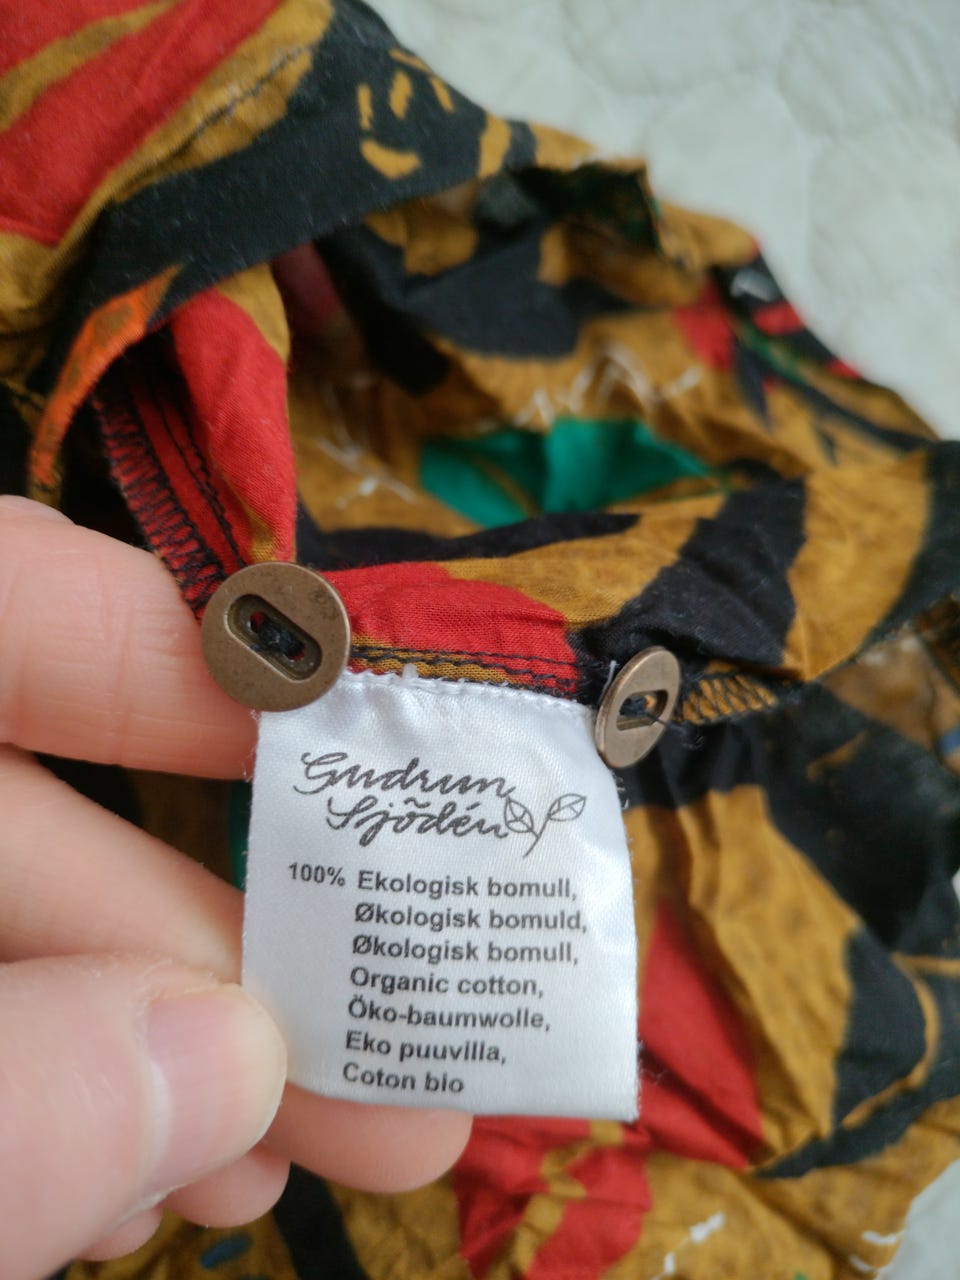 Gudrun
Sjödén
100% Ekologisk bomull,
Økologisk bomuld,
Økologisk bomull,
Organic cotton,
Öko-baumwolle,
Eko puuvilla,
Coton bio